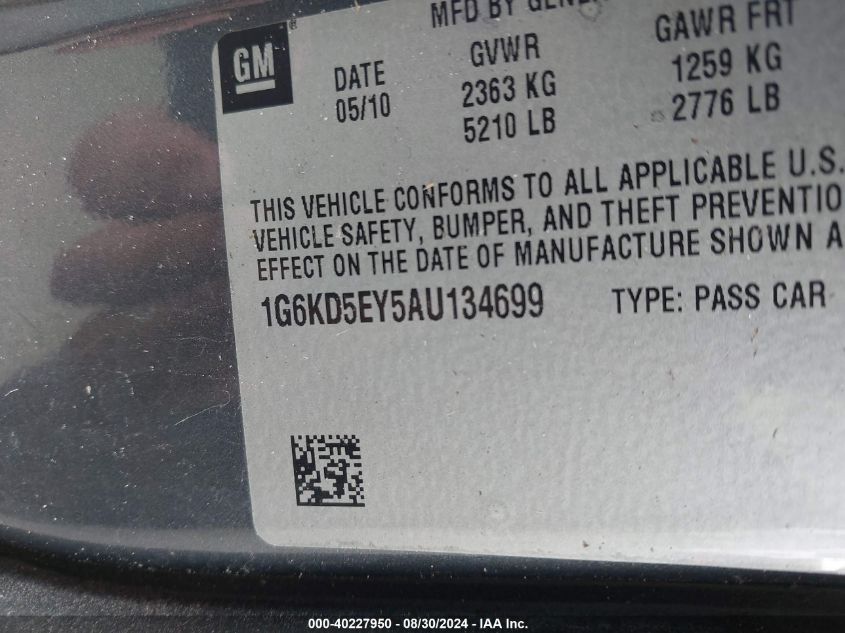 MFD BY
GM
®
DATE
05/10
GVWR
2363 KG
5210 LB
GAWR FRT
1259 KG
2776 LB
THIS VEHICLE CONFORMS TO ALL APPLICABLE U.S.
VEHICLE SAFETY, BUMPER, AND THEFT PREVENTIO
EFFECT ON THE DATE OF MANUFACTURE SHOWN A
1G6KD5EY5AU134699 TYPE: PASS CAR
000-40227950 - 08/30/2024 - IAA Inc.